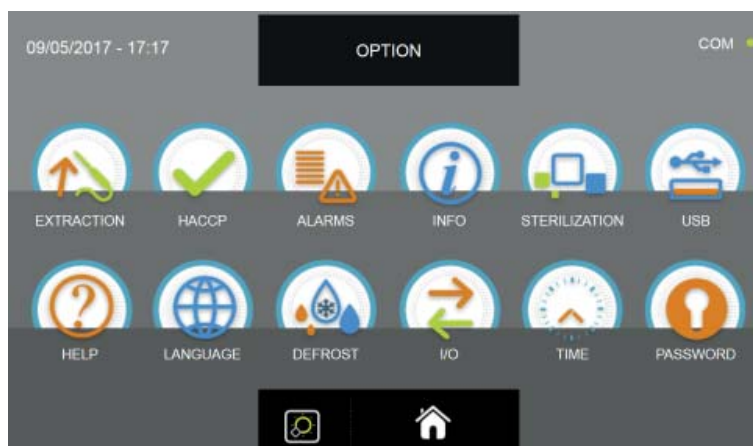 09/05/2017 - 17:17
OPTION
COM
EXTRACTION
HACCP
ALARMS
INFO
STERILIZATION
USB
HELP
LANGUAGE
DEFROST
I/O
TIME
PASSWORD